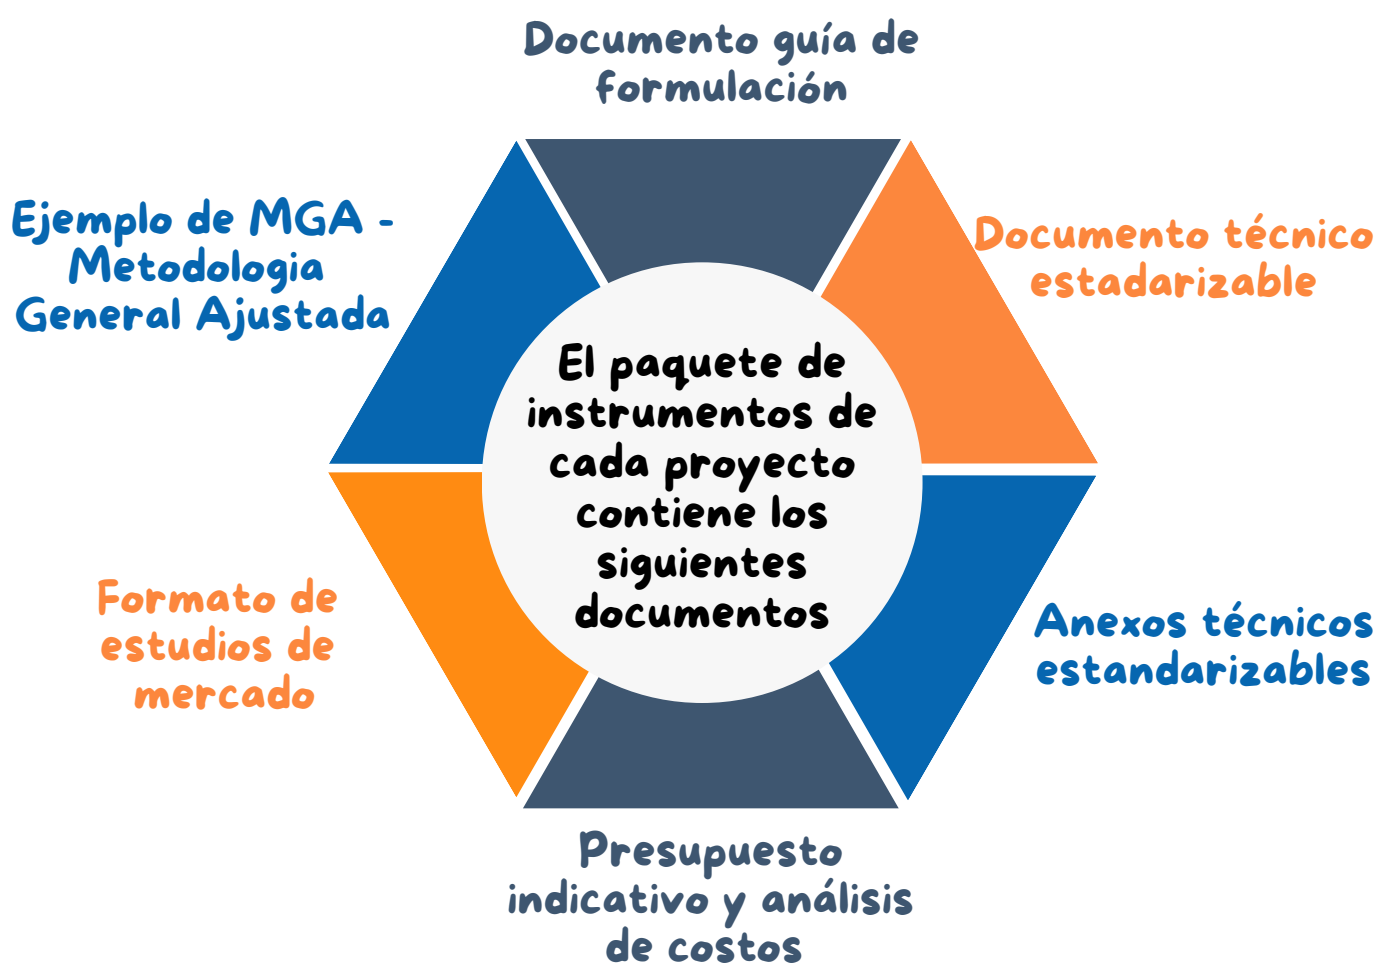 Documento guía de
formulación
Ejemplo de MGA -
Metodologia
General Ajustada
Documento técnico
estadarizable
El paquete de
instrumentos de
cada proyecto
contiene los
siguientes
documentos
Formato de
estudios de
mercado
Anexos técnicos
estandarizables
Presupuesto
indicativo y análisis
de costos